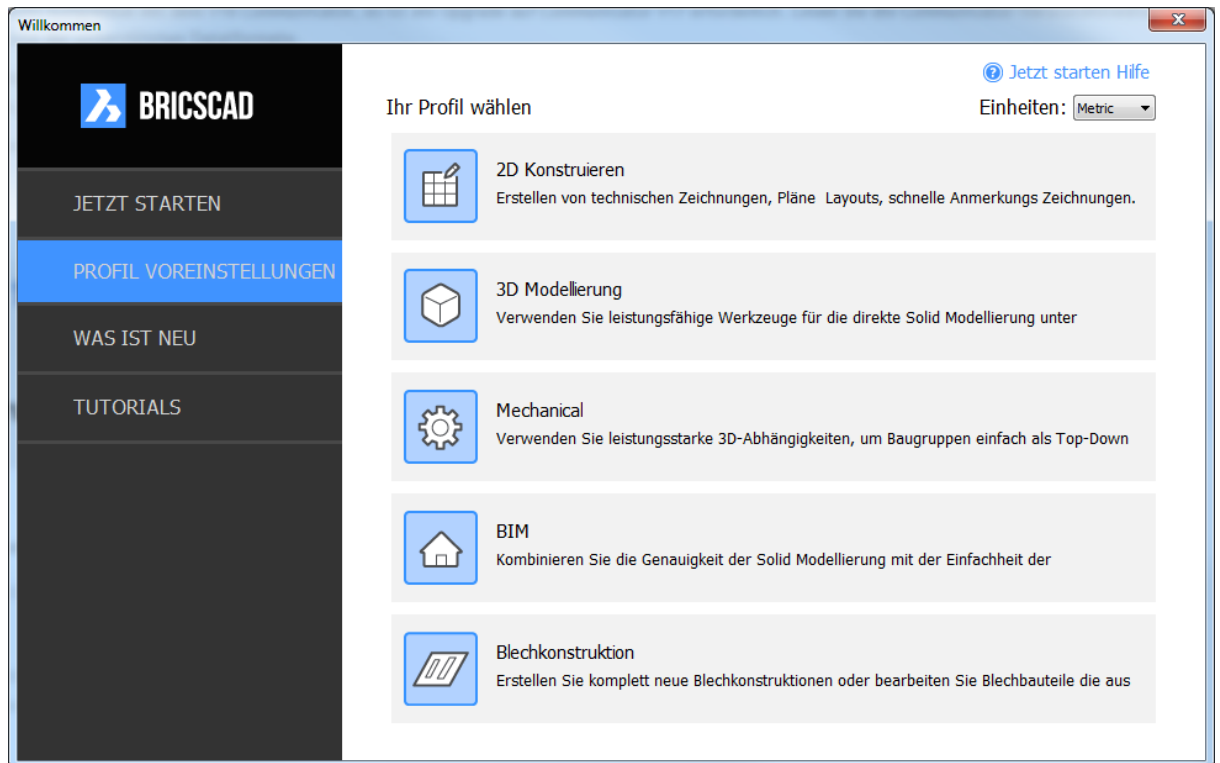 Willkommen
BRICSCAD
JETZT STARTEN
PROFIL VOREINSTELLUNGEN
WAS IST NEU
TUTORIALS
Jetzt starten Hilfe
Ihr Profil wählen
Einheiten: Metric
2D Konstruieren
Erstellen von technischen Zeichnungen, Pläne Layouts, schnelle Anmerkungs Zeichnungen.
3D Modellierung
Verwenden Sie leistungsfähige Werkzeuge für die direkte Solid Modellierung unter
Mechanical
Verwenden Sie leistungsstarke 3D-Abhängigkeiten, um Baugruppen einfach als Top-Down
BIM
Kombinieren Sie die Genauigkeit der Solid Modellierung mit der Einfachheit der
Blechkonstruktion
Erstellen Sie komplett neue Blechkonstruktionen oder bearbeiten Sie Blechbauteile die aus